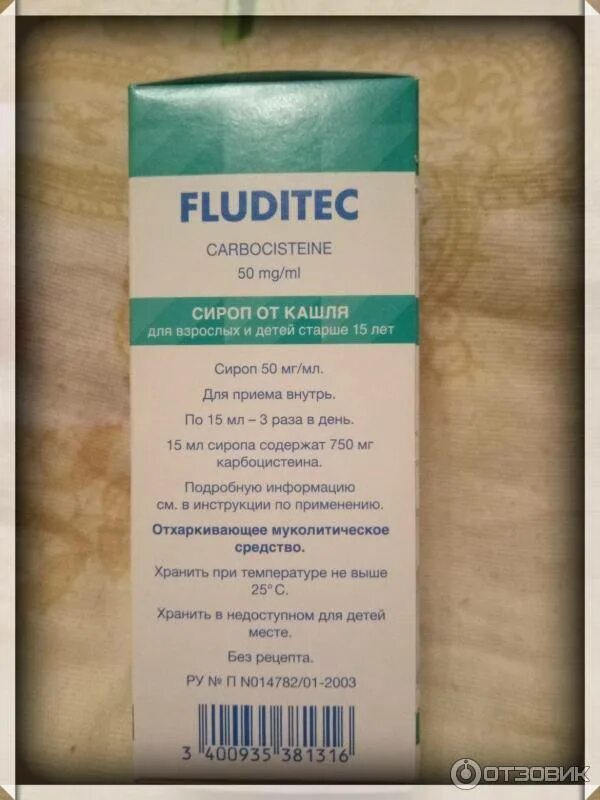 FLUDITEC
CARBOCISTEINE
50 mg/ml
СИРОП ОТ КАШЛЯ
для взрослых и детей старше 15 лет
Сироп 50 мг/мл.
Для приема внутрь.
По 15 мл – 3 раза в день.
15 мл сиропа содержат 750 мг
карбоцистеина.
Подробную информацию
см. в инструкции по применению.
Отхаркивающее муколитическое
средство.
Хранить при температуре не выше
25° С.
Хранить в недоступном для детей
месте.
Без рецепта.
РУ № П N014782/01-2003
3 400935 381316
ОТЗОВИК